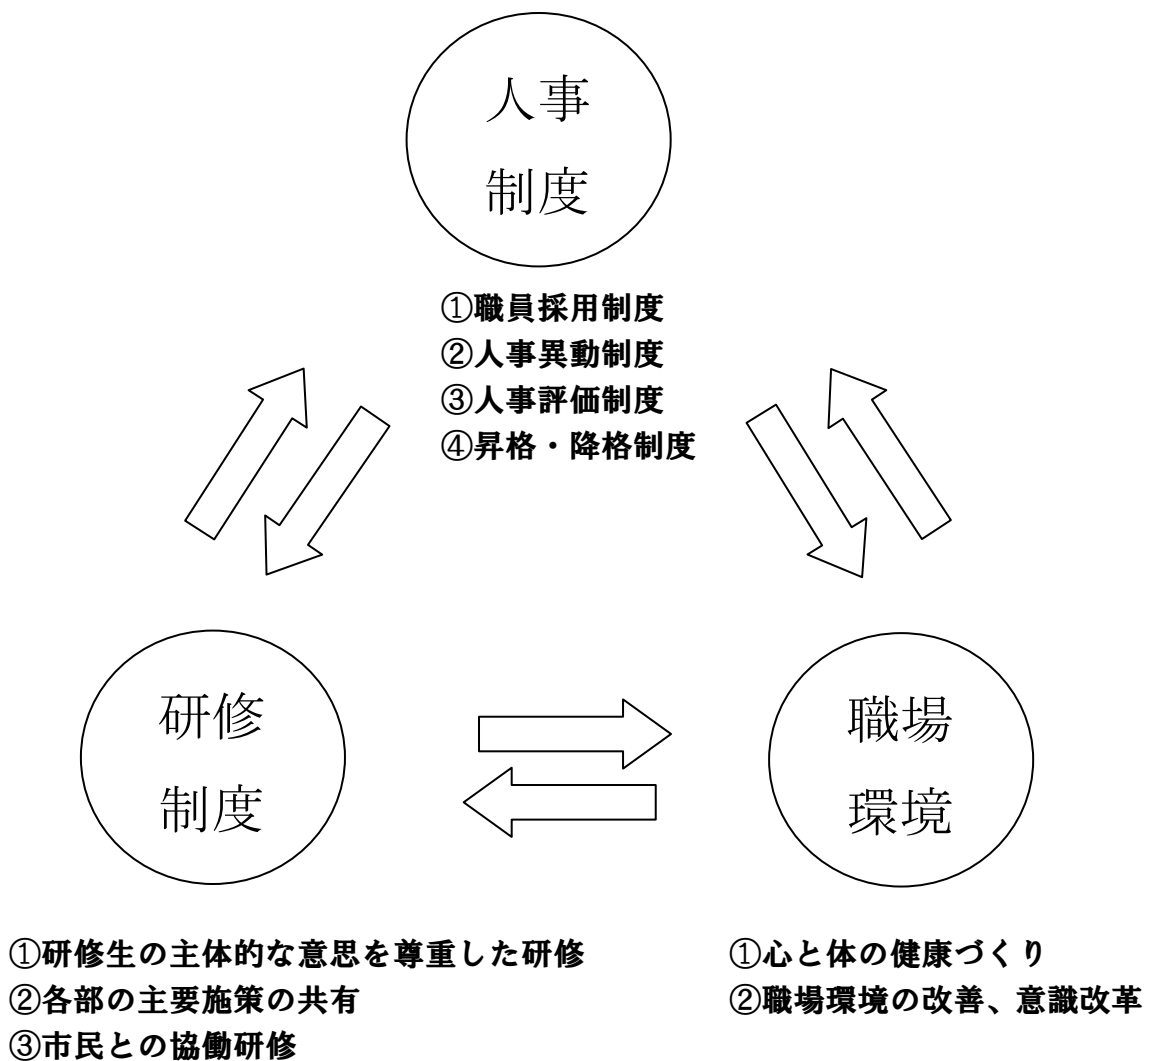 人事
制度
①職員採用制度
②人事異動制度
③人事評価制度
④昇格・降格制度
研修
制度
職場
環境
①研修生の主体的な意思を尊重した研修
②各部の主要施策の共有
③市民との協働研修
①心と体の健康づくり
②職場環境の改善、意識改革